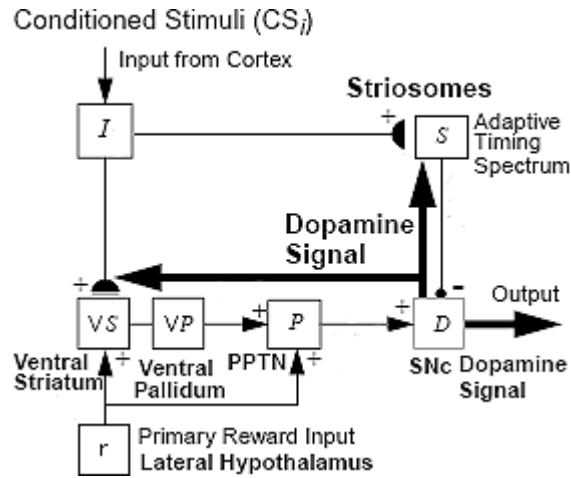 Conditioned Stimuli (CSi)
Input from Cortex
Striosomes
+
I
S
Adaptive
Timing
Spectrum
Dopamine
Signal
+
-
Output
VS
VP
+
P
+
D
Ventral
Striatum
+
Ventral
Pallidum
PPTN
+
SNc Dopamine
Signal
r
Primary Reward Input
Lateral Hypothalamus